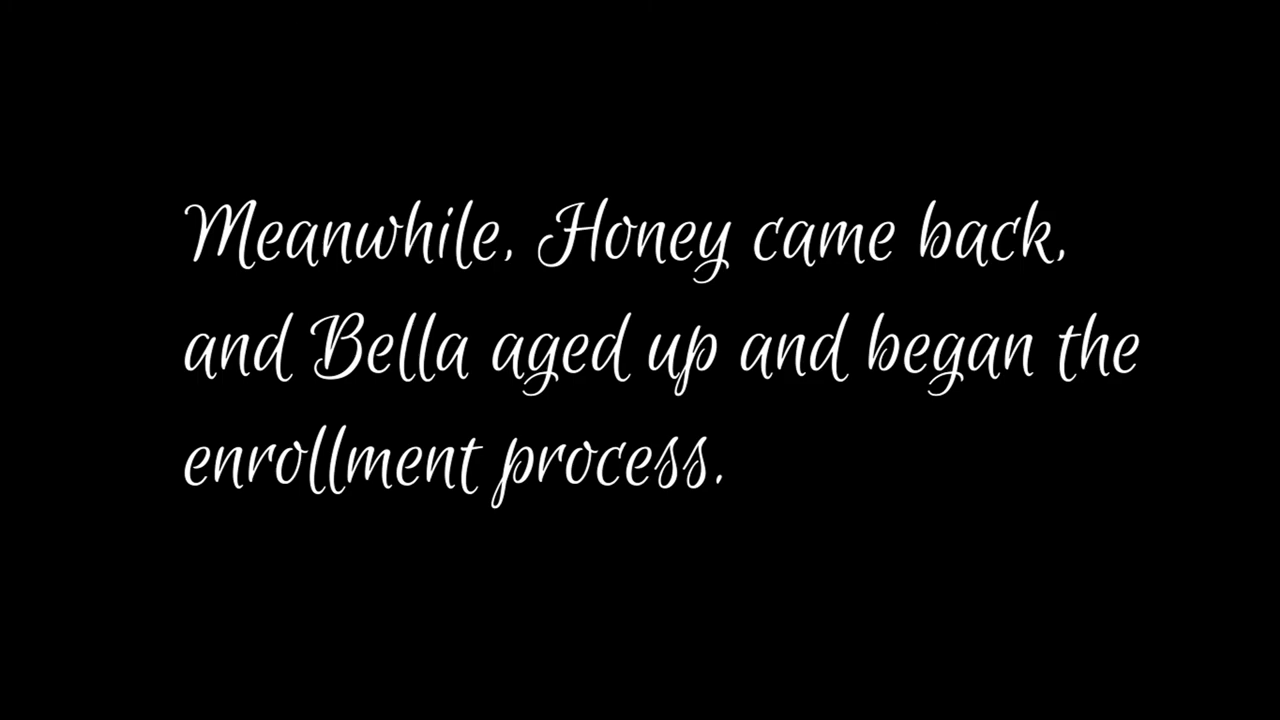 Meanwhile, Honey came back,
and Bella aged up and began the
enrollment process.